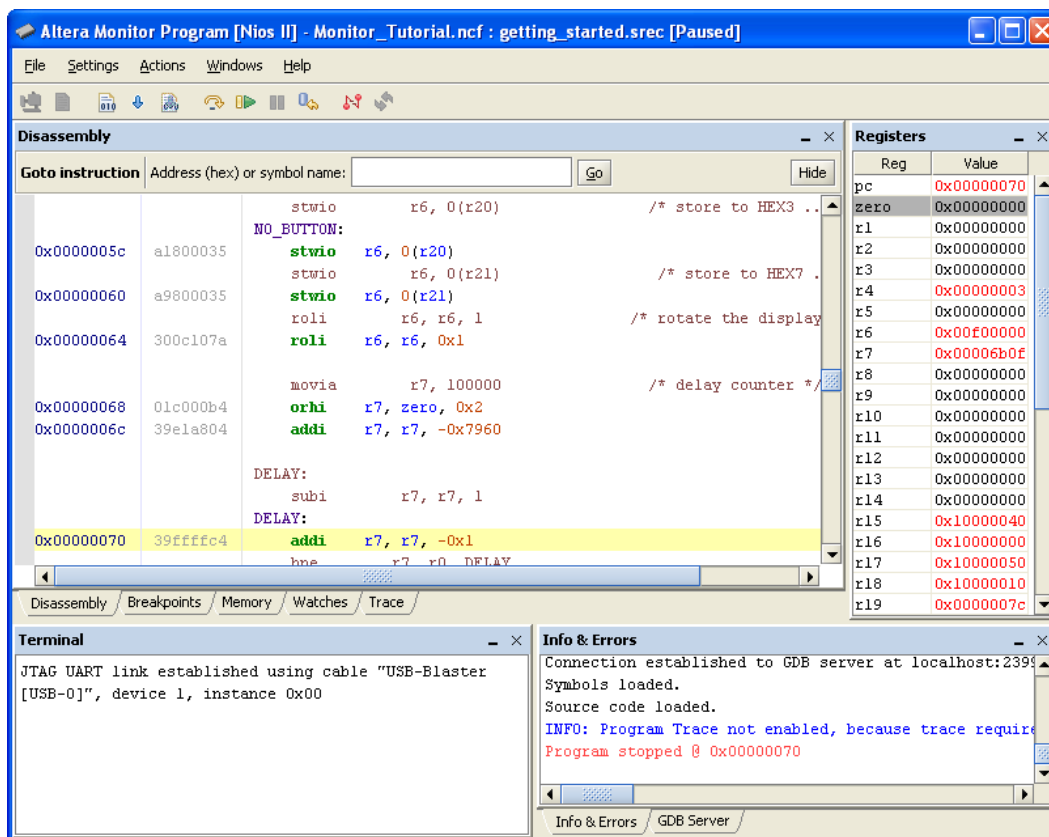 Altera Monitor Program [Nios II] - Monitor_Tutorial.ncf : getting_started.srec [Paused]
File Settings Actions Windows Help
Disassembly
Goto instruction Address (hex) or symbol name: Go Hide
stwio r6, 0(r20) /* store to HEX3 ..
NO_BUTTON:
0x0000005c a1800035 stwio r6, 0(r20)
stwio r6, 0(r21) /* store to HEX7 .
0x00000060 a9800035 stwio r6, 0(r21)
roli r6, r6, 1 /* rotate the display
0x00000064 300c107a roli r6, r6, 0x1
movia r7, 100000 /* delay counter */
0x00000068 01c000b4 orhi r7, zero, 0x2
0x0000006c 39e1a804 addi r7, r7, -0x7960
DELAY:
subi r7, r7, 1
DELAY:
0x00000070 39ffffc4 addi r7, r7, -0x1
bne r7, r0, DELAY
Disassembly Breakpoints Memory Watches Trace
Registers
Reg Value
pc 0x00000070
zero 0x00000000
r1 0x00000000
r2 0x00000000
r3 0x00000000
r4 0x00000003
r5 0x00000000
r6 0x00f00000
r7 0x00006b0f
r8 0x00000000
r9 0x00000000
r10 0x00000000
r11 0x00000000
r12 0x00000000
r13 0x00000000
r14 0x00000000
r15 0x10000040
r16 0x10000000
r17 0x10000050
r18 0x10000010
r19 0x0000007c
Terminal
JTAG UART link established using cable "USB-Blaster
[USB-0]", device 1, instance 0x00
Info & Errors
Connection established to GDB server at localhost:2399
Symbols loaded.
Source code loaded.
INFO: Program Trace not enabled, because trace require
Program stopped @ 0x00000070
Info & Errors GDB Server